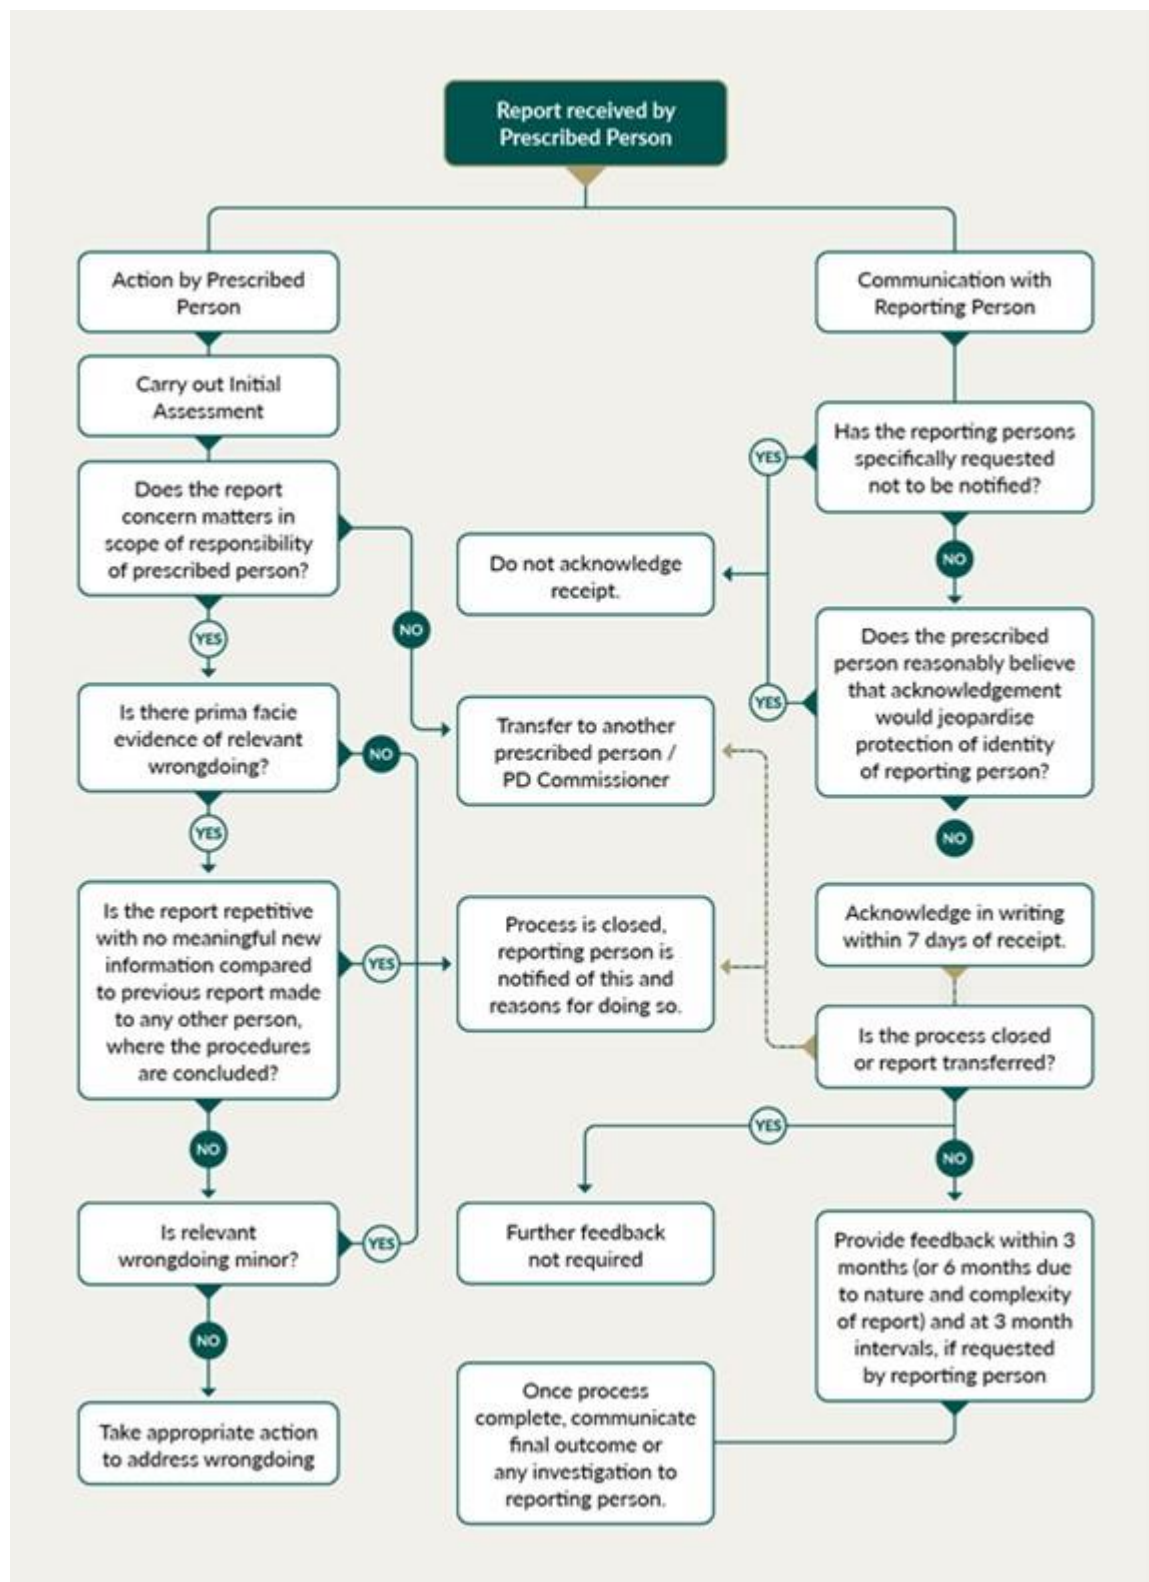 Report received by
Prescribed Person
Action by Prescribed
Person
Communication with
Reporting Person
Carry out Initial
Assessment
Has the reporting persons
specifically requested
not to be notified?
YES
NO
Does the report
concern matters in
scope of responsibility
of prescribed person?
NO
YES
Do not acknowledge
receipt.
Does the prescribed
person reasonably believe
that acknowledgement
would jeopardise
protection of identity
of reporting person?
YES
NO
Is there prima facie
evidence of relevant
wrongdoing?
NO
YES
Transfer to another
prescribed person /
PD Commissioner
Is the report repetitive
with no meaningful new
information compared
to previous report made
to any other person,
where the procedures
are concluded?
YES
NO
Process is closed,
reporting person is
notified of this and
reasons for doing so.
Acknowledge in writing
within 7 days of receipt.
Is the process closed
or report transferred?
YES
NO
Is relevant
wrongdoing minor?
YES
NO
Further feedback
not required
Provide feedback within 3
months (or 6 months due
to nature and complexity
of report) and at 3 month
intervals, if requested
by reporting person
Take appropriate action
to address wrongdoing
Once process
complete, communicate
final outcome or
any investigation to
reporting person.